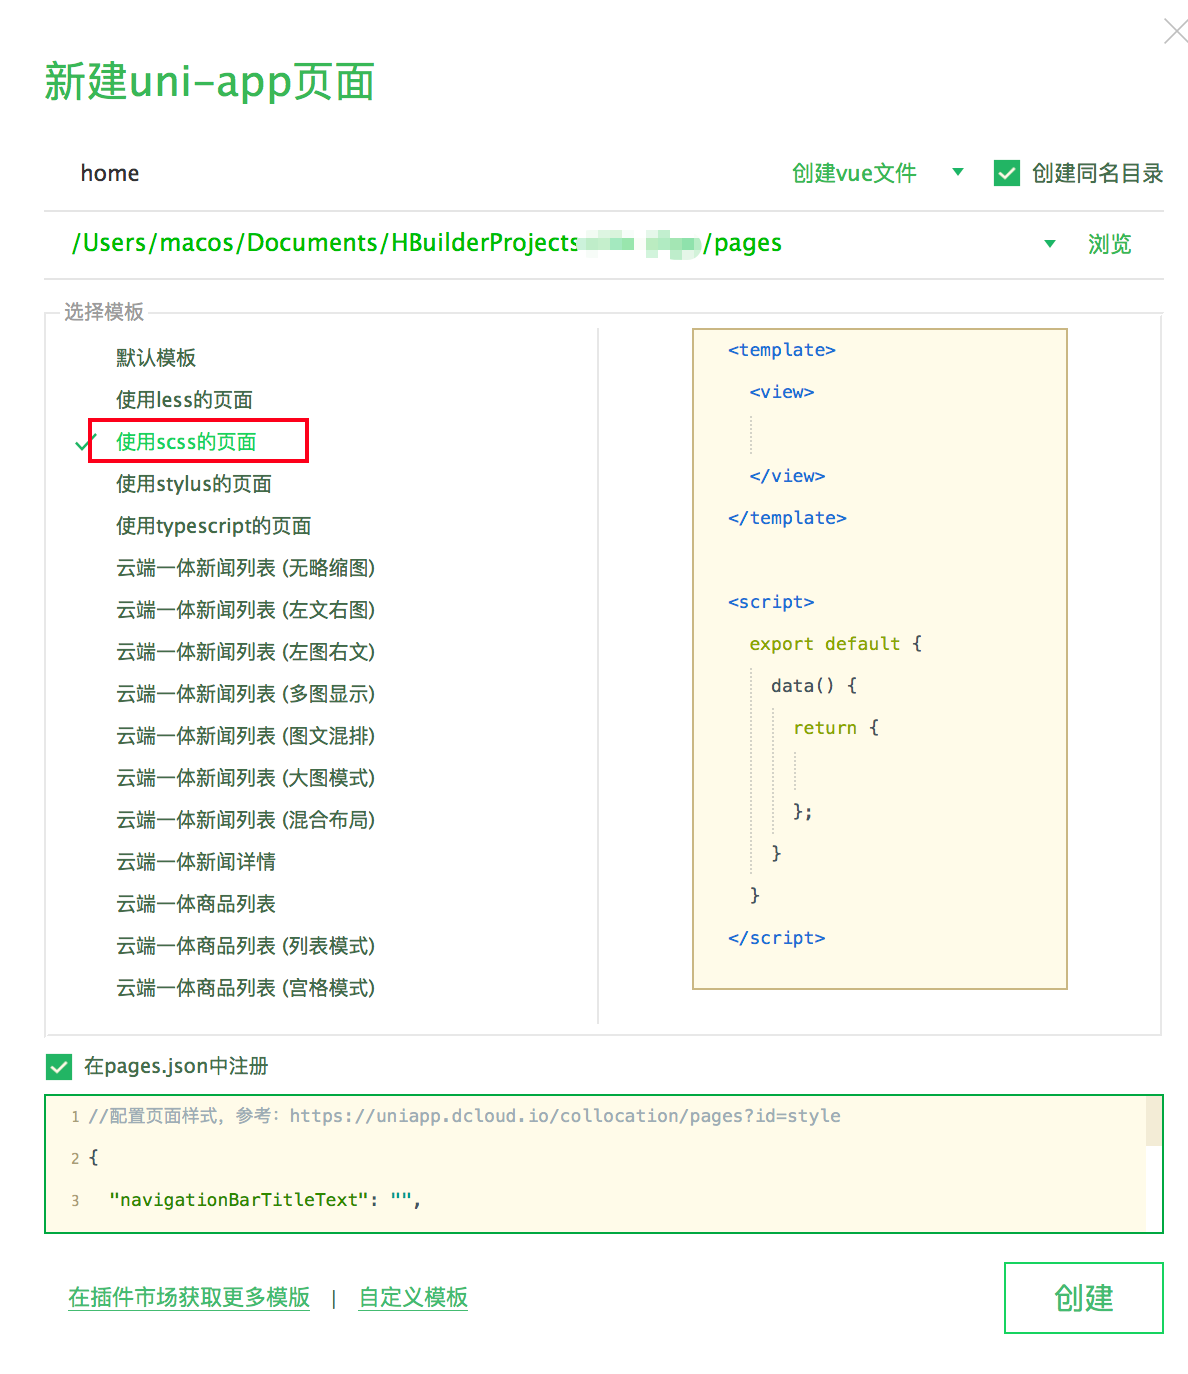 新建uni-app页面
home 创建vue文件 创建同名目录
/Users/macos/Documents/HBuilderProjects /pages 浏览
选择模板
默认模板
使用less的页面
使用scss的页面
使用stylus的页面
使用typescript的页面
云端一体新闻列表 (无略缩图)
云端一体新闻列表 (左文右图)
云端一体新闻列表 (左图右文)
云端一体新闻列表 (多图显示)
云端一体新闻列表 (图文混排)
云端一体新闻列表 (大图模式)
云端一体新闻列表 (混合布局)
云端一体新闻详情
云端一体商品列表
云端一体商品列表 (列表模式)
云端一体商品列表 (宫格模式)
<template>
<view>
</view>
</template>
<script>
export default {
data() {
return {
};
}
}
</script>
在pages.json中注册
1 //配置页面样式，参考：https://uniapp.dcloud.io/collocation/pages?id=style
2 {
3 "navigationBarTitleText": "",
在插件市场获取更多模版 | 自定义模板
创建